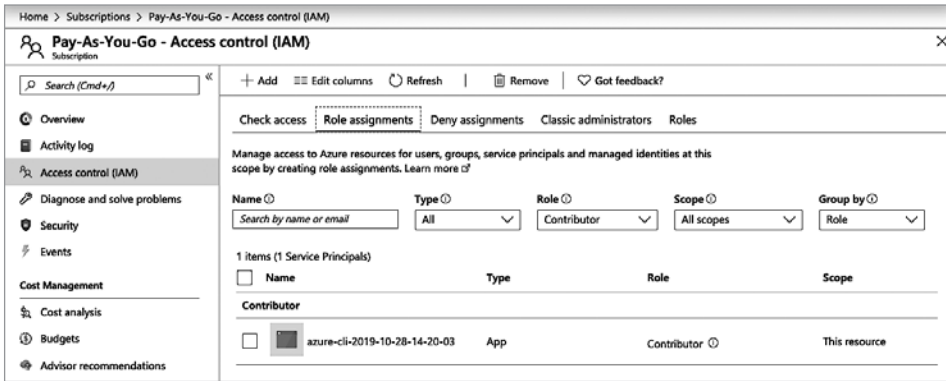 Home > Subscriptions > Pay-As-You-Go - Access control (IAM)
Pay-As-You-Go - Access control (IAM)
Subscription
Search (Cmd+/)
Overview
Activity log
Access control (IAM)
Diagnose and solve problems
Security
Events
Cost Management
Cost analysis
Budgets
Advisor recommendations
Add Edit columns Refresh | Remove Got feedback?
Check access Role assignments Deny assignments Classic administrators Roles
Manage access to Azure resources for users, groups, service principals and managed identities at this
scope by creating role assignments. Learn more
Name Type Role Scope Group by
Search by name or email All Contributor All scopes Role
1 items (1 Service Principals)
Name Type Role Scope
Contributor
azure-cli-2019-10-28-14-20-03 App Contributor This resource